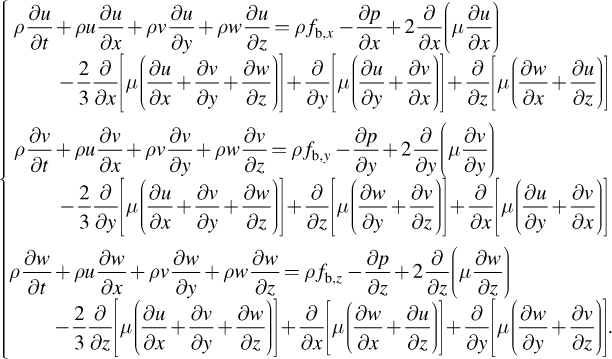 ρ ∂u/∂t + ρu ∂u/∂x + ρv ∂u/∂y + ρw ∂u/∂z = ρf_{b,x} − ∂p/∂x + 2 ∂/∂x (μ ∂u/∂x)
− 2/3 ∂/∂x [μ(∂u/∂x + ∂v/∂y + ∂w/∂z)] + ∂/∂y [μ(∂u/∂y + ∂v/∂x)] + ∂/∂z [μ(∂w/∂x + ∂u/∂z)]
ρ ∂v/∂t + ρu ∂v/∂x + ρv ∂v/∂y + ρw ∂v/∂z = ρf_{b,y} − ∂p/∂y + 2 ∂/∂y (μ ∂v/∂y)
− 2/3 ∂/∂y [μ(∂u/∂x + ∂v/∂y + ∂w/∂z)] + ∂/∂z [μ(∂w/∂y + ∂v/∂z)] + ∂/∂x [μ(∂u/∂y + ∂v/∂x)]
ρ ∂w/∂t + ρu ∂w/∂x + ρv ∂w/∂y + ρw ∂w/∂z = ρf_{b,z} − ∂p/∂z + 2 ∂/∂z (μ ∂w/∂z)
− 2/3 ∂/∂z [μ(∂u/∂x + ∂v/∂y + ∂w/∂z)] + ∂/∂x [μ(∂w/∂x + ∂u/∂z)] + ∂/∂y [μ(∂w/∂y + ∂v/∂z)].